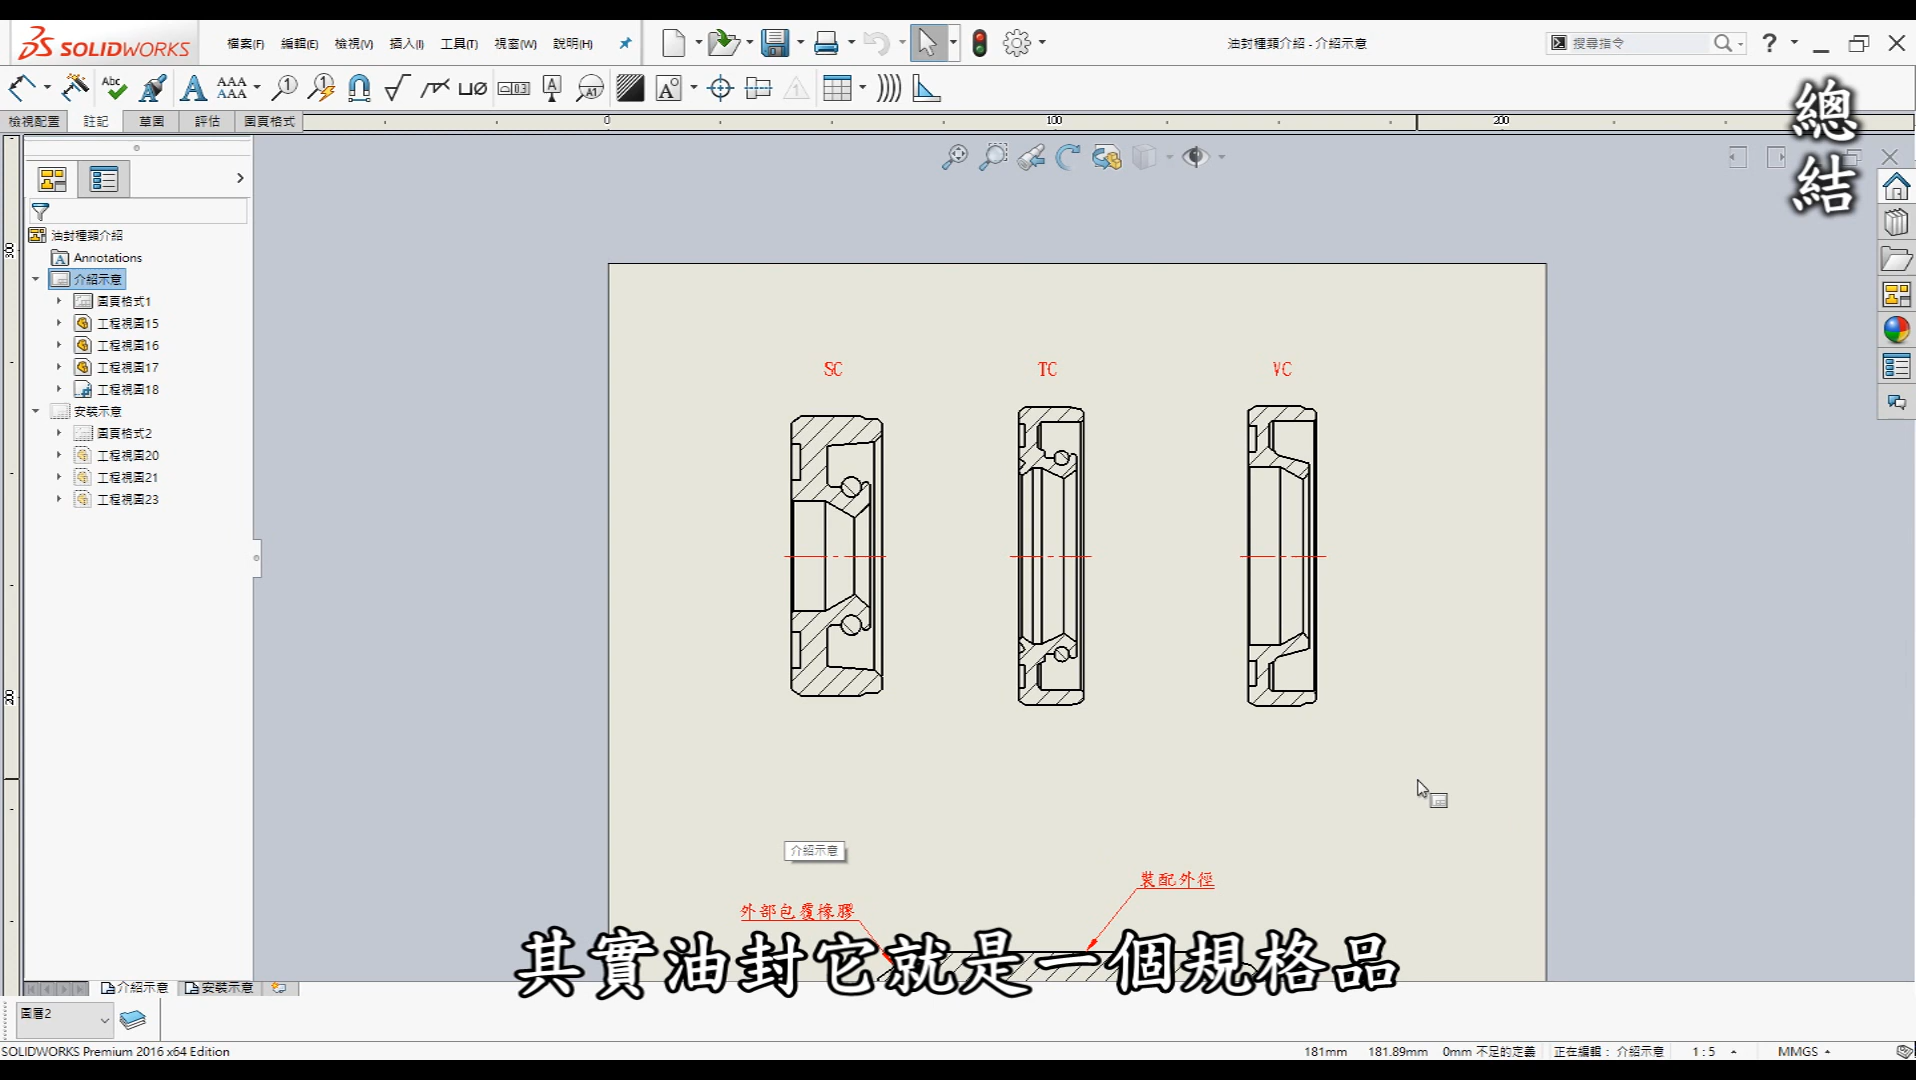 SOLIDWORKS
檔案(F) 編輯(E) 檢視(V) 插入(I) 工具(T) 視窗(W) 說明(H)
油封種類介紹 - 介紹示意
搜尋指令
檢視配置 註記 草圖 評估 圖頁格式
0 100 200
總結
300
200
油封種類介紹
Annotations
介紹示意
圖頁格式1
工程視圖15
工程視圖16
工程視圖17
工程視圖18
安裝示意
圖頁格式2
工程視圖20
工程視圖21
工程視圖23
SC TC VC
介紹示意
裝配外徑
外部包覆橡膠
其實油封它就是一個規格品
介紹示意 安裝示意
圖層2
SOLIDWORKS Premium 2016 x64 Edition
181mm 181.89mm 0mm 不足的定義 正在編輯： 介紹示意 1 : 5 MMGS